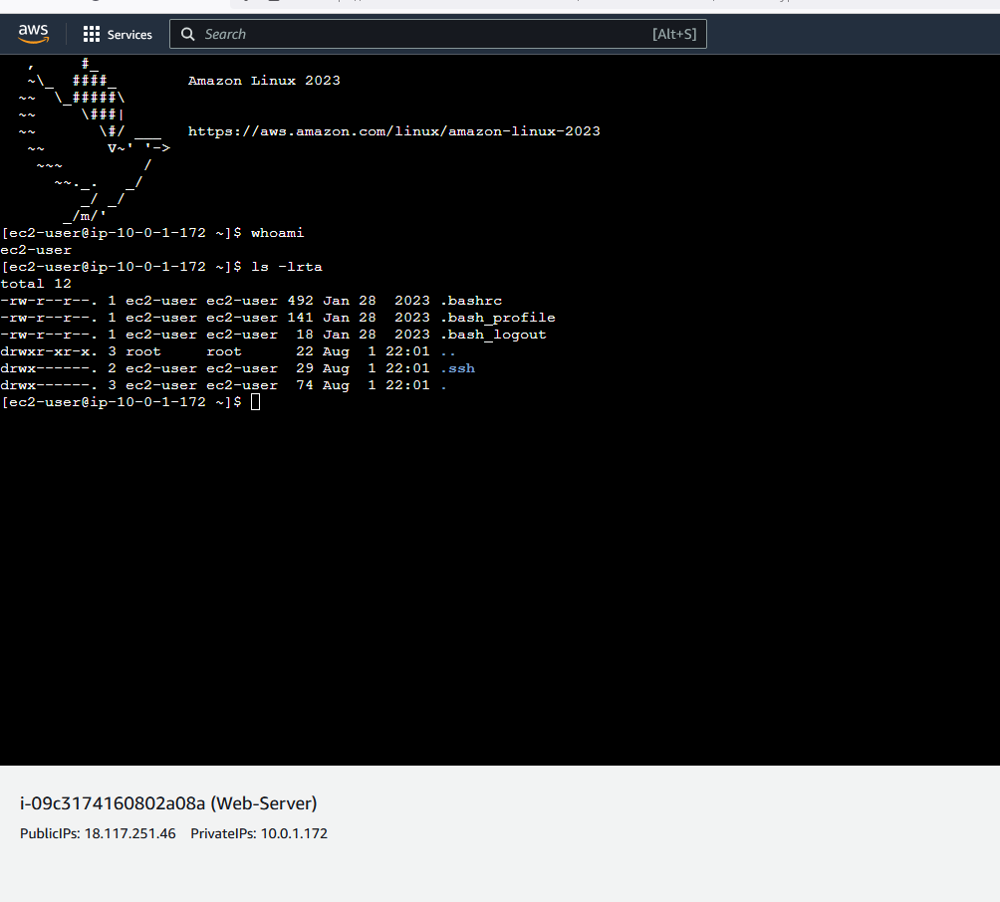 aws
Services
Search [Alt+S]
   ,     #_
   ~\_  ####_        Amazon Linux 2023
  ~~  \_#####\
  ~~     \###|
  ~~       \#/ ___   https://aws.amazon.com/linux/amazon-linux-2023
   ~~       V~' '->
    ~~~         /
      ~~._.   _/
         _/ _/
       _/m/'
[ec2-user@ip-10-0-1-172 ~]$ whoami
ec2-user
[ec2-user@ip-10-0-1-172 ~]$ ls -lrta
total 12
-rw-r--r--. 1 ec2-user ec2-user 492 Jan 28  2023 .bashrc
-rw-r--r--. 1 ec2-user ec2-user 141 Jan 28  2023 .bash_profile
-rw-r--r--. 1 ec2-user ec2-user  18 Jan 28  2023 .bash_logout
drwxr-xr-x. 3 root     root      22 Aug  1 22:01 ..
drwx------. 2 ec2-user ec2-user  29 Aug  1 22:01 .ssh
drwx------. 3 ec2-user ec2-user  74 Aug  1 22:01 .
[ec2-user@ip-10-0-1-172 ~]$
i-09c3174160802a08a (Web-Server)
PublicIPs: 18.117.251.46 PrivateIPs: 10.0.1.172